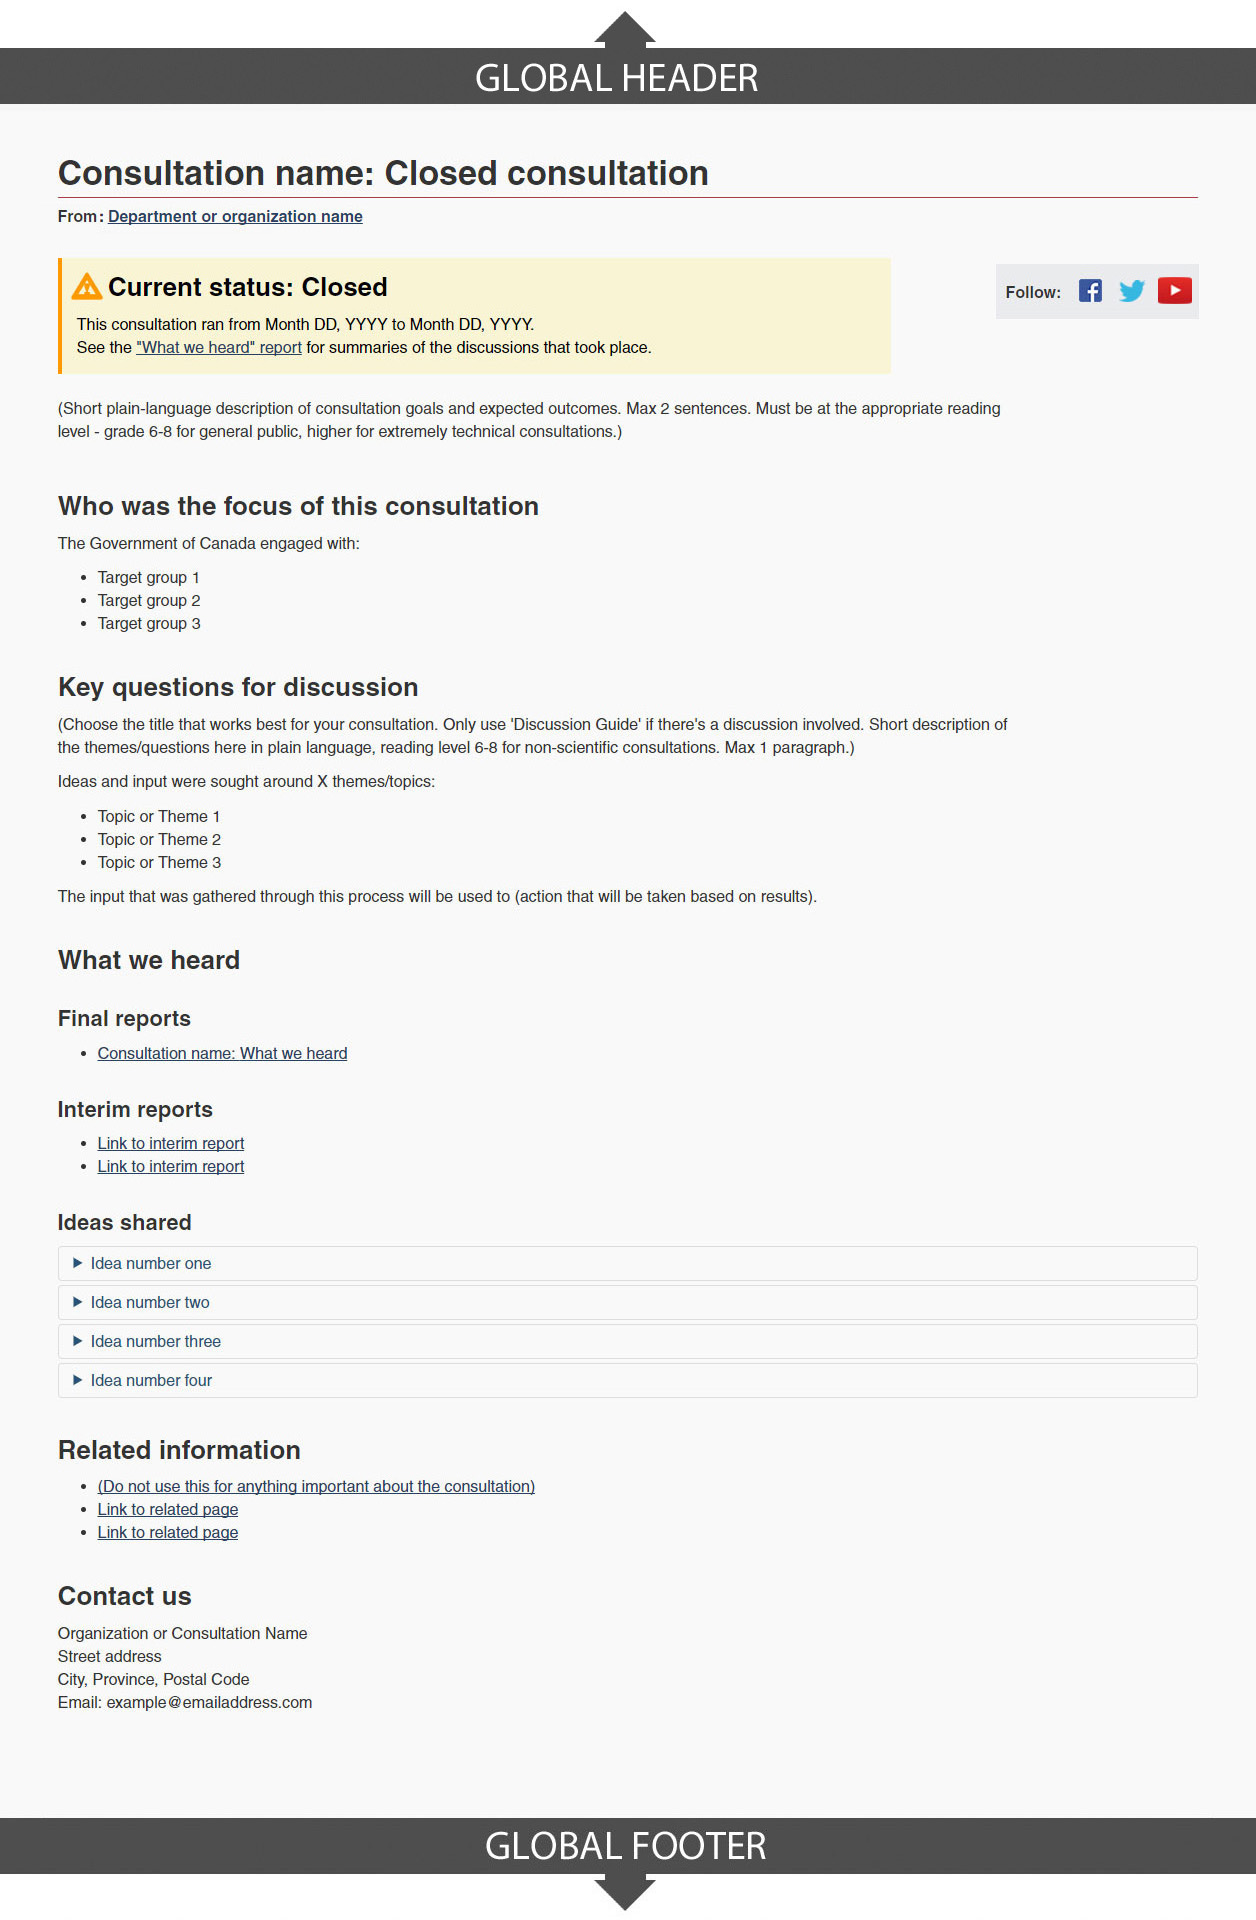 GLOBAL HEADER
Consultation name: Closed consultation
From: Department or organization name
Current status: Closed
This consultation ran from Month DD, YYYY to Month DD, YYYY.
See the "What we heard" report for summaries of the discussions that took place.
Follow:
(Short plain-language description of consultation goals and expected outcomes. Max 2 sentences. Must be at the appropriate reading
level - grade 6-8 for general public, higher for extremely technical consultations.)
Who was the focus of this consultation
The Government of Canada engaged with:
• Target group 1
• Target group 2
• Target group 3
Key questions for discussion
(Choose the title that works best for your consultation. Only use 'Discussion Guide' if there's a discussion involved. Short description of
the themes/questions here in plain language, reading level 6-8 for non-scientific consultations. Max 1 paragraph.)
Ideas and input were sought around X themes/topics:
• Topic or Theme 1
• Topic or Theme 2
• Topic or Theme 3
The input that was gathered through this process will be used to (action that will be taken based on results).
What we heard
Final reports
• Consultation name: What we heard
Interim reports
• Link to interim report
• Link to interim report
Ideas shared
Idea number one
Idea number two
Idea number three
Idea number four
Related information
• (Do not use this for anything important about the consultation)
• Link to related page
• Link to related page
Contact us
Organization or Consultation Name
Street address
City, Province, Postal Code
Email: example@emailaddress.com
GLOBAL FOOTER